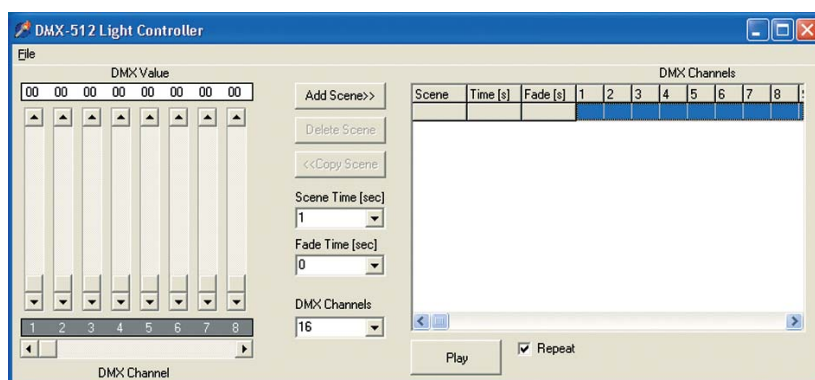 DMX-512 Light Controller
File
DMX Value
00 00 00 00 00 00 00 00
1 2 3 4 5 6 7 8
DMX Channel
Add Scene>>
Delete Scene
<<Copy Scene
Scene Time [sec]
1
Fade Time [sec]
0
DMX Channels
16
DMX Channels
Scene Time [s] Fade [s] 1 2 3 4 5 6 7 8
Play
Repeat